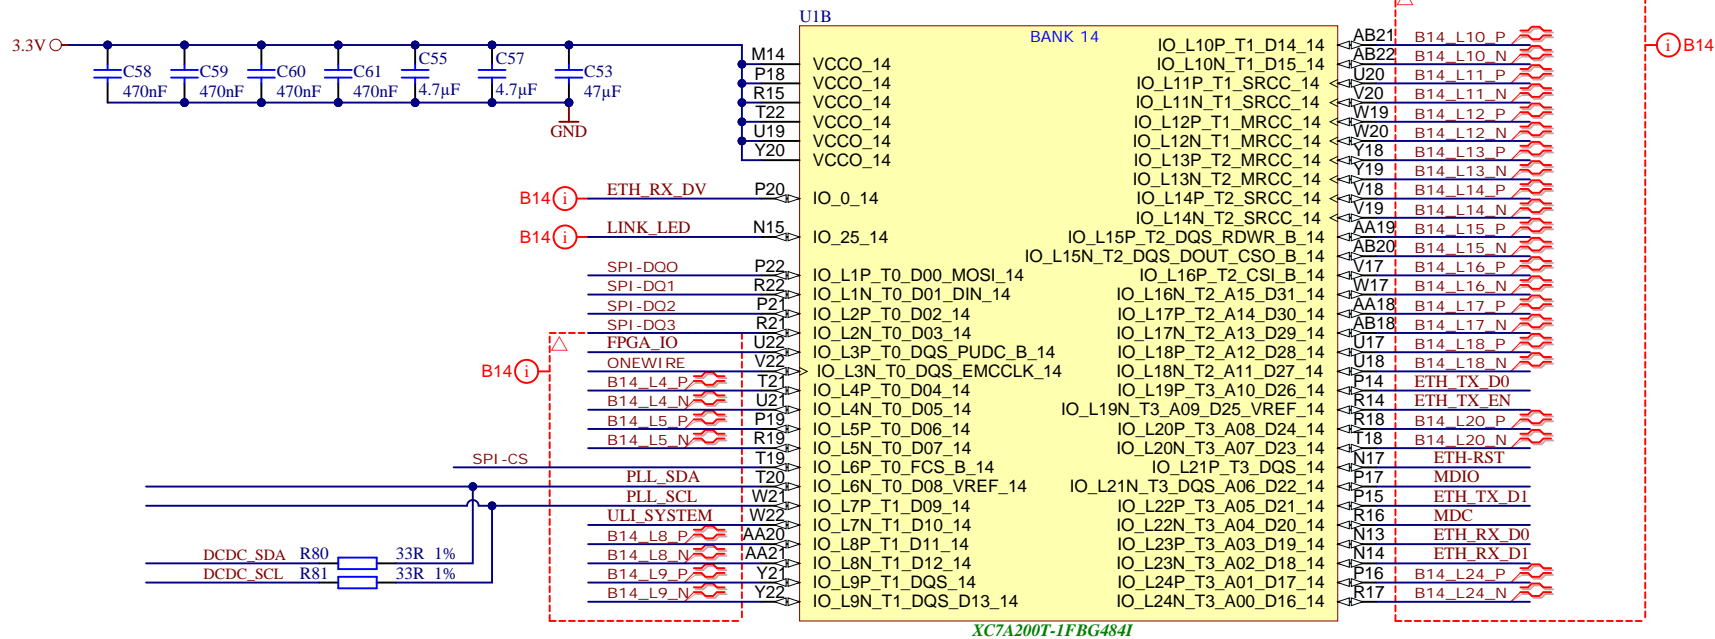 U1B
BANK 14
3.3V
C58
470nF
C59
470nF
C60
470nF
C61
470nF
C55
4.7µF
C57
4.7µF
C53
47µF
GND
M14 VCCO_14
P18 VCCO_14
R15 VCCO_14
T22 VCCO_14
U19 VCCO_14
Y20 VCCO_14
B14 i ETH_RX_DV P20 IO_0_14
B14 i LINK_LED N15 IO_25_14
SPI-DQ0 P22 IO_L1P_T0_D00_MOSI_14
SPI-DQ1 R22 IO_L1N_T0_D01_DIN_14
SPI-DQ2 P21 IO_L2P_T0_D02_14
SPI-DQ3 R21 IO_L2N_T0_D03_14
FPGA_IO U22 IO_L3P_T0_DQS_PUDC_B_14
B14 i ONEWIRE V22 IO_L3N_T0_DQS_EMCCLK_14
B14_L4_P T21 IO_L4P_T0_D04_14
B14_L4_N U21 IO_L4N_T0_D05_14
B14_L5_P P19 IO_L5P_T0_D06_14
B14_L5_N R19 IO_L5N_T0_D07_14
SPI-CS T19 IO_L6P_T0_FCS_B_14
PLL_SDA T20 IO_L6N_T0_D08_VREF_14
PLL_SCL W21 IO_L7P_T1_D09_14
ULI_SYSTEM W22 IO_L7N_T1_D10_14
B14_L8_P AA20 IO_L8P_T1_D11_14
B14_L8_N AA21 IO_L8N_T1_D12_14
B14_L9_P Y21 IO_L9P_T1_DQS_14
B14_L9_N Y22 IO_L9N_T1_DQS_D13_14
DCDC_SDA R80 33R 1%
DCDC_SCL R81 33R 1%
IO_L10P_T1_D14_14 AB21 B14_L10_P
i B14
IO_L10N_T1_D15_14 AB22 B14_L10_N
IO_L11P_T1_SRCC_14 U20 B14_L11_P
IO_L11N_T1_SRCC_14 V20 B14_L11_N
IO_L12P_T1_MRCC_14 W19 B14_L12_P
IO_L12N_T1_MRCC_14 W20 B14_L12_N
IO_L13P_T2_MRCC_14 Y18 B14_L13_P
IO_L13N_T2_MRCC_14 Y19 B14_L13_N
IO_L14P_T2_SRCC_14 V18 B14_L14_P
IO_L14N_T2_SRCC_14 V19 B14_L14_N
IO_L15P_T2_DQS_RDWR_B_14 AA19 B14_L15_P
IO_L15N_T2_DQS_DOUT_CSO_B_14 AB20 B14_L15_N
IO_L16P_T2_CSI_B_14 V17 B14_L16_P
IO_L16N_T2_A15_D31_14 W17 B14_L16_N
IO_L17P_T2_A14_D30_14 AA18 B14_L17_P
IO_L17N_T2_A13_D29_14 AB18 B14_L17_N
IO_L18P_T2_A12_D28_14 U17 B14_L18_P
IO_L18N_T2_A11_D27_14 U18 B14_L18_N
IO_L19P_T3_A10_D26_14 P14 ETH_TX_D0
IO_L19N_T3_A09_D25_VREF_14 R14 ETH_TX_EN
IO_L20P_T3_A08_D24_14 R18 B14_L20_P
IO_L20N_T3_A07_D23_14 T18 B14_L20_N
IO_L21P_T3_DQS_14 N17 ETH-RST
IO_L21N_T3_DQS_A06_D22_14 P17 MDIO
IO_L22P_T3_A05_D21_14 P15 ETH_TX_D1
IO_L22N_T3_A04_D20_14 R16 MDC
IO_L23P_T3_A03_D19_14 N13 ETH_RX_D0
IO_L23N_T3_A02_D18_14 N14 ETH_RX_D1
IO_L24P_T3_A01_D17_14 P16 B14_L24_P
IO_L24N_T3_A00_D16_14 R17 B14_L24_N
XC7A200T-1FBG484I